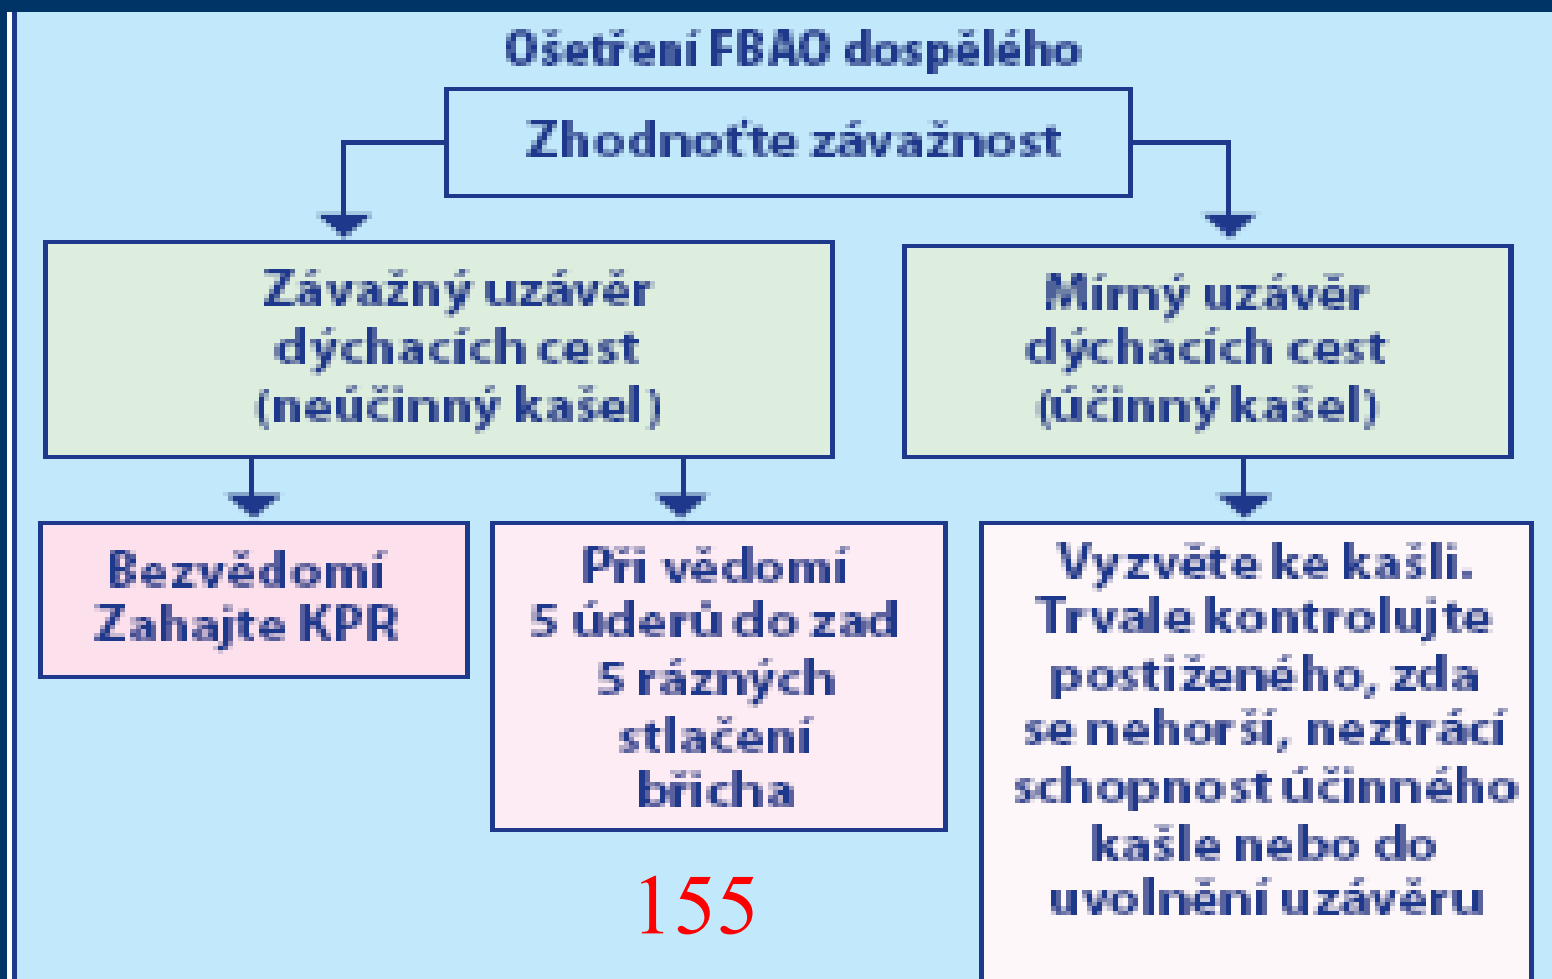 Ošetření FBAO dospělého
Zhodnoťte závažnost
Závažný uzávěr
dýchacích cest
(neúčinný kašel)
Mírný uzávěr
dýchacích cest
(účinný kašel)
Bezvědomí
Zahajte KPR
Při vědomí
5 úderů do zad
5 rázných
stlačení
břicha
Vyzvěte ke kašli.
Trvale kontrolujte
postiženého, zda
se nehorší, neztrácí
schopnost účinného
kašle nebo do
uvolnění uzávěru
155